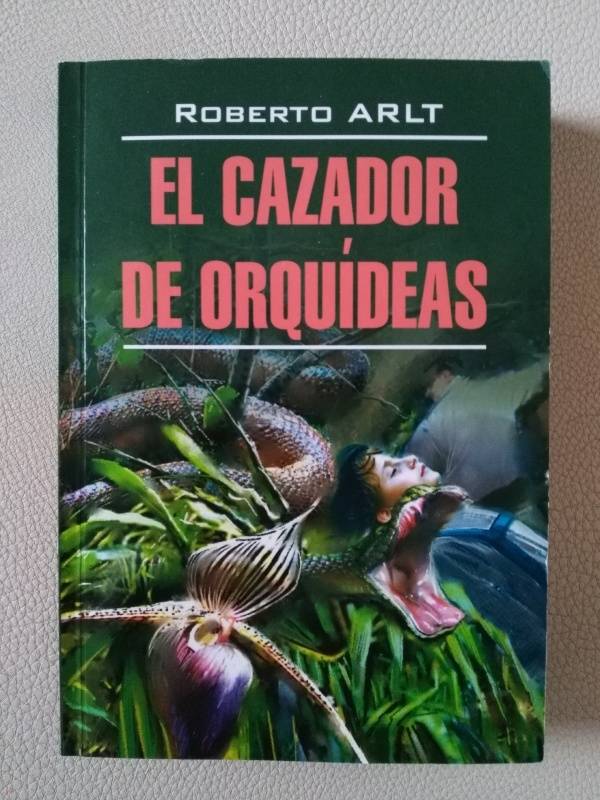 ROBERTO ARLT
EL CAZADOR
DE ORQUÍDEAS